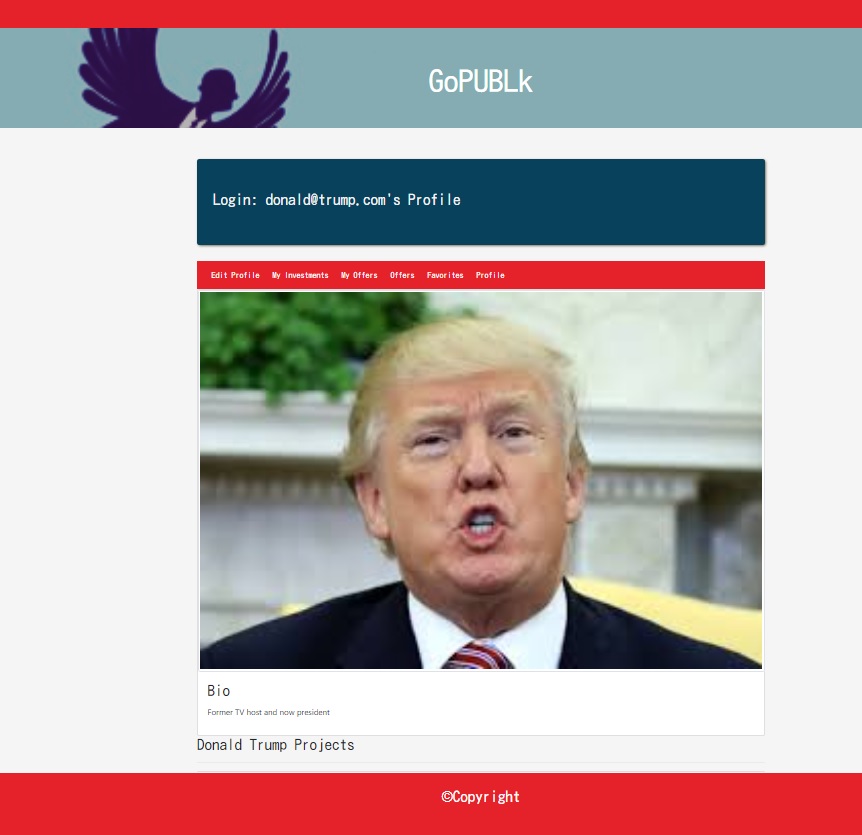 GoPUBLk
Login: donald@trump.com's Profile
Edit Profile My Investments My Offers Offers Favorites Profile
Bio
Former TV host and now president
Donald Trump Projects
©Copyright